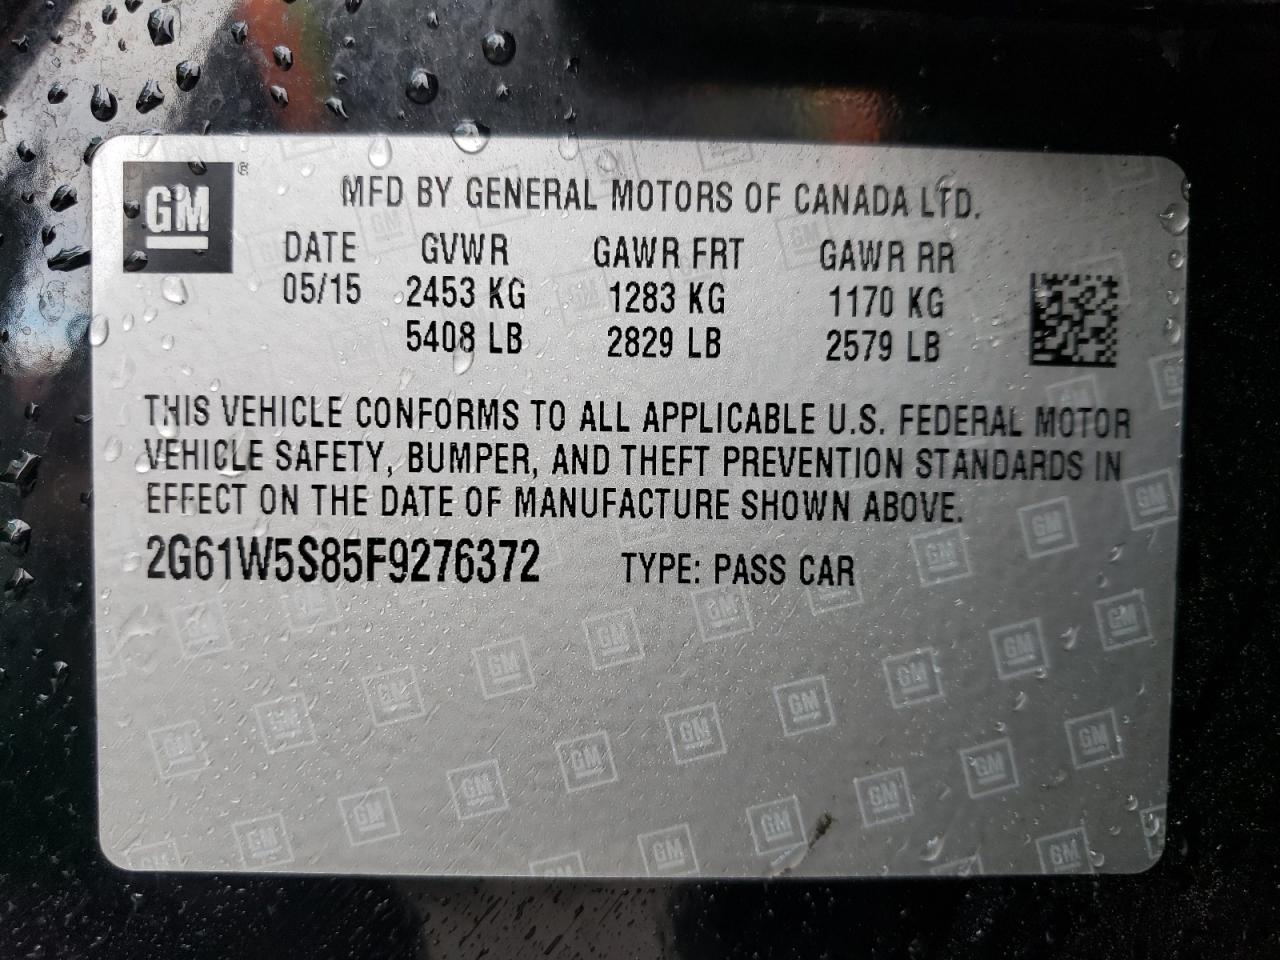 GM ®
MFD BY GENERAL MOTORS OF CANADA LTD.
DATE GVWR GAWR FRT GAWR RR
05/15 2453 KG 1283 KG 1170 KG
5408 LB 2829 LB 2579 LB
THIS VEHICLE CONFORMS TO ALL APPLICABLE U.S. FEDERAL MOTOR
VEHICLE SAFETY, BUMPER, AND THEFT PREVENTION STANDARDS IN
EFFECT ON THE DATE OF MANUFACTURE SHOWN ABOVE.
2G61W5S85F9276372 TYPE: PASS CAR